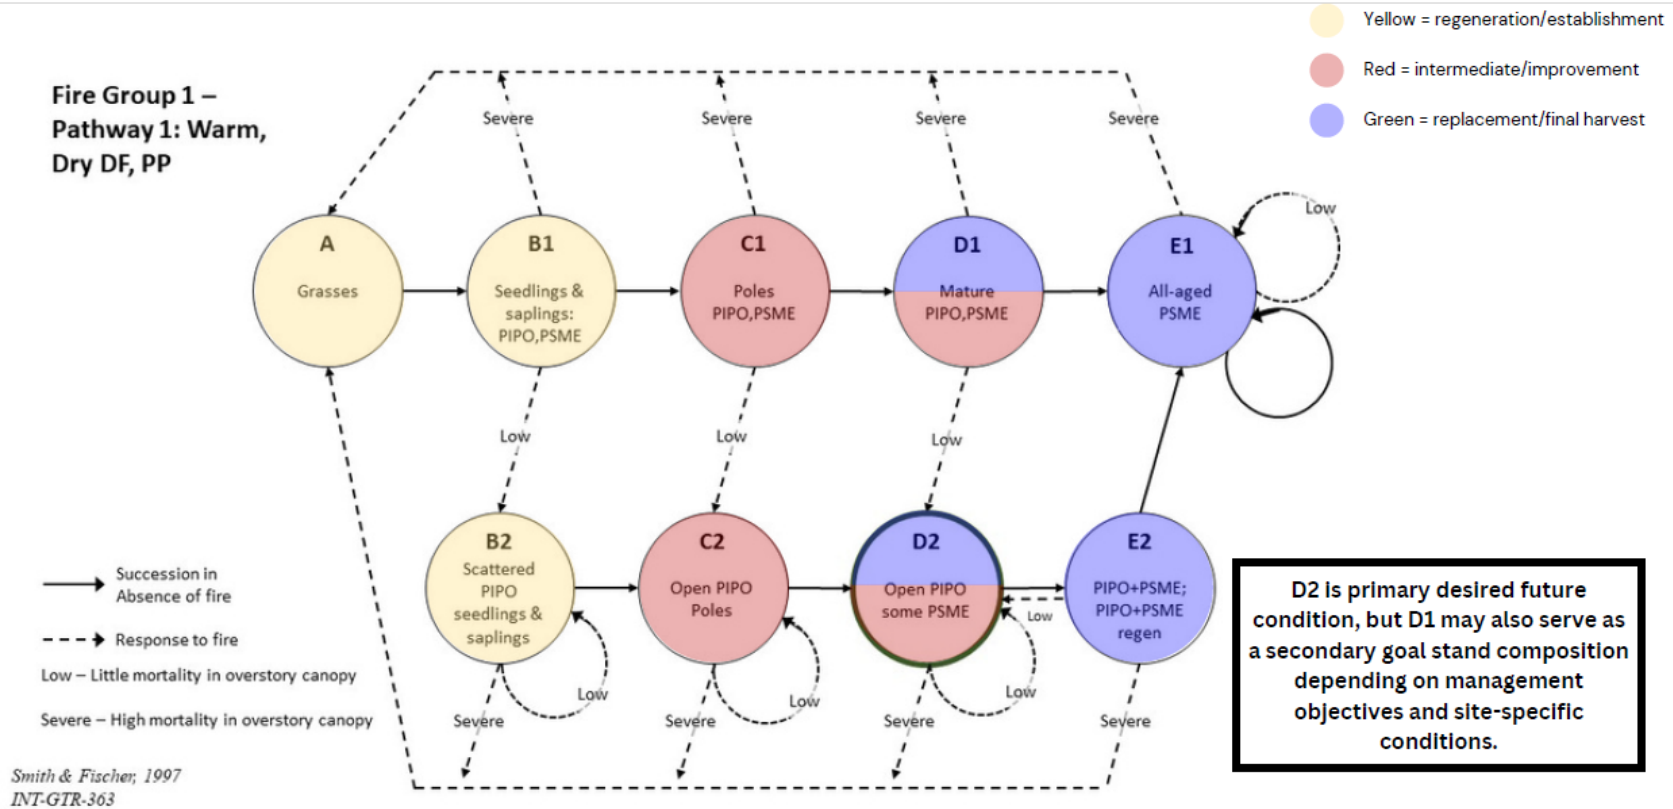 Yellow = regeneration/establishment
Red = intermediate/improvement
Green = replacement/final harvest
Fire Group 1 –
Pathway 1: Warm,
Dry DF, PP
Severe
Severe
Severe
Severe
Low
A
Grasses
B1
Seedlings &
saplings:
PIPO,PSME
C1
Poles
PIPO,PSME
D1
Mature
PIPO,PSME
E1
All-aged
PSME
Low
Low
Low
B2
Scattered
PIPO
seedlings &
saplings
C2
Open PIPO
Poles
D2
Open PIPO
some PSME
E2
PIPO+PSME;
PIPO+PSME
regen
Low
Low
Low
Low
Severe
Severe
Severe
Severe
Succession in
Absence of fire
Response to fire
Low – Little mortality in overstory canopy
Severe – High mortality in overstory canopy
Smith & Fischer, 1997
INT-GTR-363
D2 is primary desired future
condition, but D1 may also serve as
a secondary goal stand composition
depending on management
objectives and site-specific
conditions.